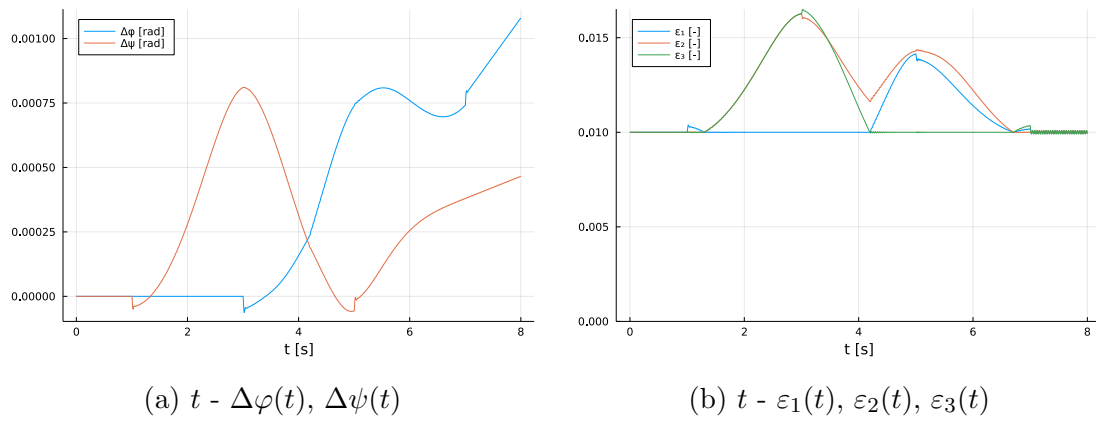 Δφ [rad]
Δψ [rad]
0.00100
0.00075
0.00050
0.00025
0.00000
0 2 4 6 8
t [s]
(a) t - Δφ(t), Δψ(t)
ε₁ [-]
ε₂ [-]
ε₃ [-]
0.015
0.010
0.005
0.000
0 2 4 6 8
t [s]
(b) t - ε₁(t), ε₂(t), ε₃(t)